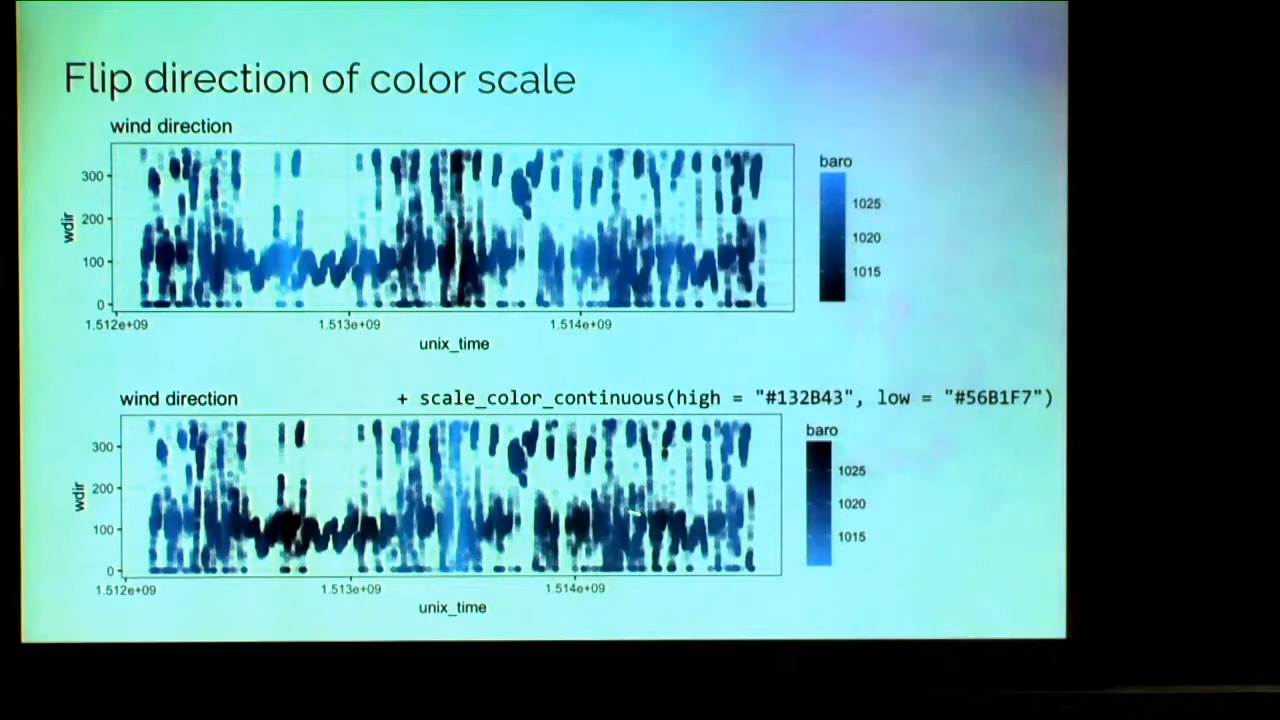 Flip direction of color scale
wind direction
baro
300
200
100
0
wdir
1025
1020
1015
1.512e+09
1.513e+09
1.514e+09
unix_time
wind direction
+ scale_color_continuous(high = "#132B43", low = "#56B1F7")
baro
300
200
100
0
wdir
1025
1020
1015
1.512e+09
1.513e+09
1.514e+09
unix_time